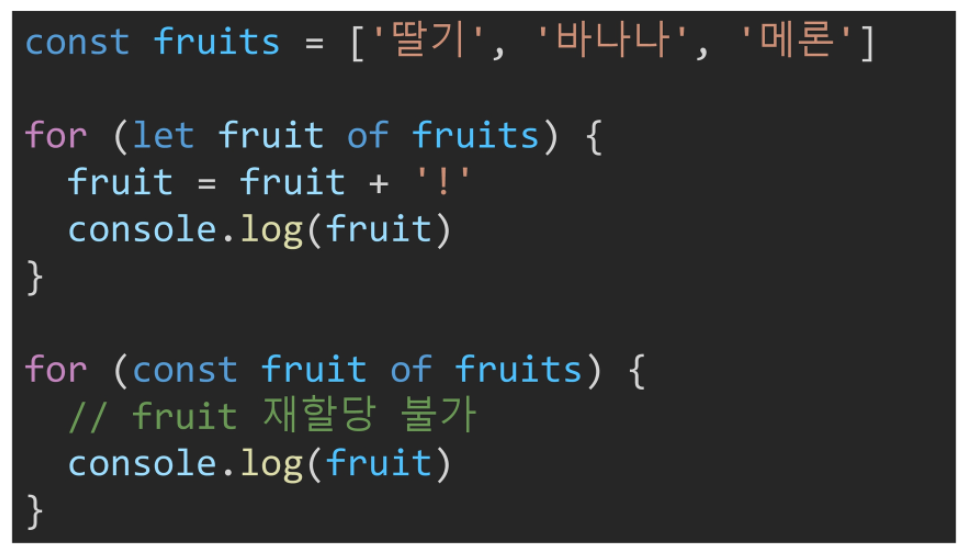 const fruits = ['딸기', '바나나', '메론']
for (let fruit of fruits) {
  fruit = fruit + '!'
  console.log(fruit)
}
for (const fruit of fruits) {
  // fruit 재할당 불가
  console.log(fruit)
}